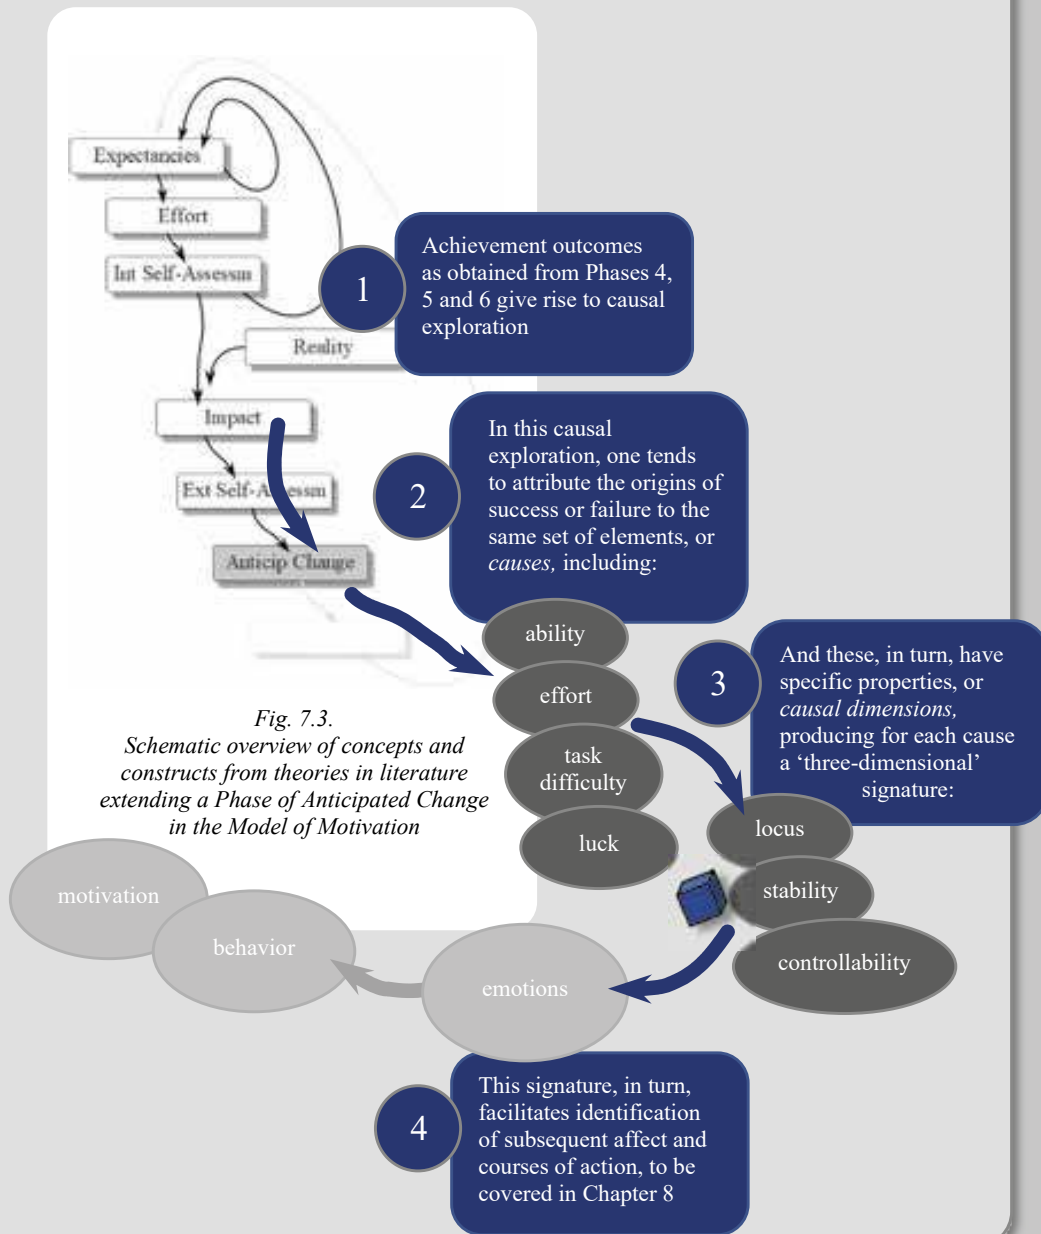 Expectancies
Effort
Int Self-Assessm
1
Achievement outcomes
as obtained from Phases 4,
5 and 6 give rise to causal
exploration
Reality
Impact
Ext Self-Assessm
Anticip Change
2
In this causal
exploration, one tends
to attribute the origins of
success or failure to the
same set of elements, or
causes, including:
ability
effort
task
difficulty
luck
3
And these, in turn, have
specific properties, or
causal dimensions,
producing for each cause
a ‘three-dimensional’
signature:
locus
stability
controllability
Fig. 7.3.
Schematic overview of concepts and
constructs from theories in literature
extending a Phase of Anticipated Change
in the Model of Motivation
motivation
behavior
emotions
4
This signature, in turn,
facilitates identification
of subsequent affect and
courses of action, to be
covered in Chapter 8